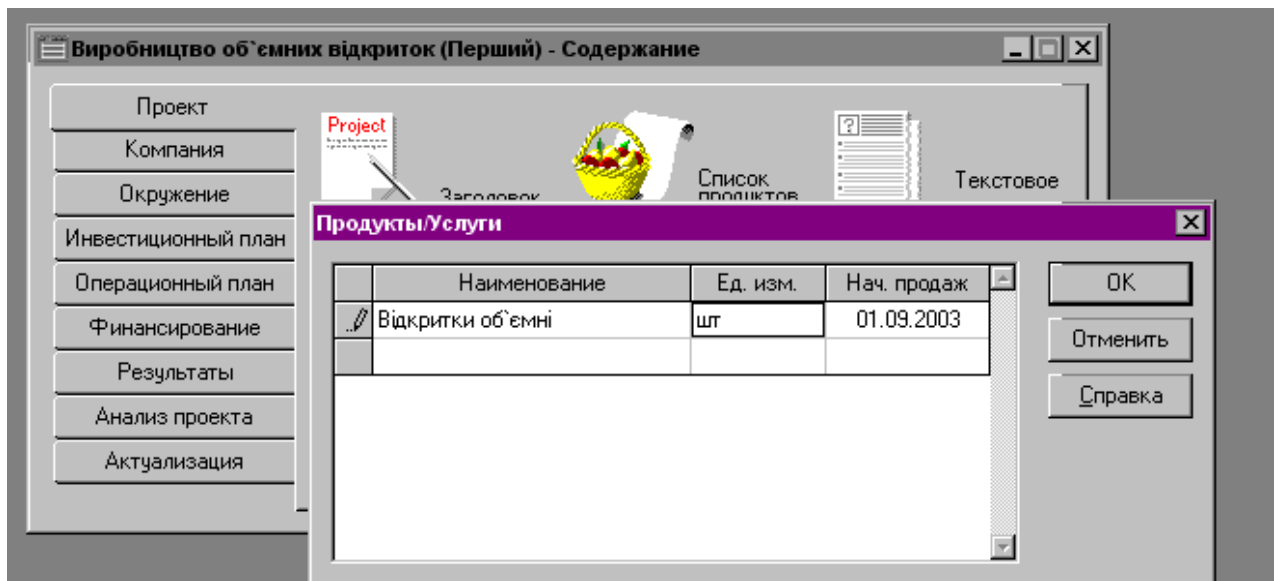 Виробництво об`ємних відкриток (Перший) - Содержание
Проект
Компания
Окружение
Инвестиционный план
Операционный план
Финансирование
Результаты
Анализ проекта
Актуализация
Project
Заголовок
Список
продуктов
?
Текстовое
Продукты/Услуги
Наименование Ед. изм. Нач. продаж
Відкритки об`ємні шт 01.09.2003
OK
Отменить
Справка